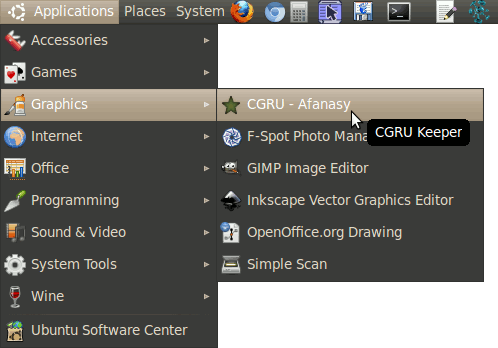 Applications Places System
Accessories
Games
Graphics
CGRU - Afanasy
CGRU Keeper
Internet
F-Spot Photo Mana
Office
GIMP Image Editor
Programming
Inkscape Vector Graphics Editor
Sound & Video
OpenOffice.org Drawing
System Tools
Simple Scan
Wine
Ubuntu Software Center